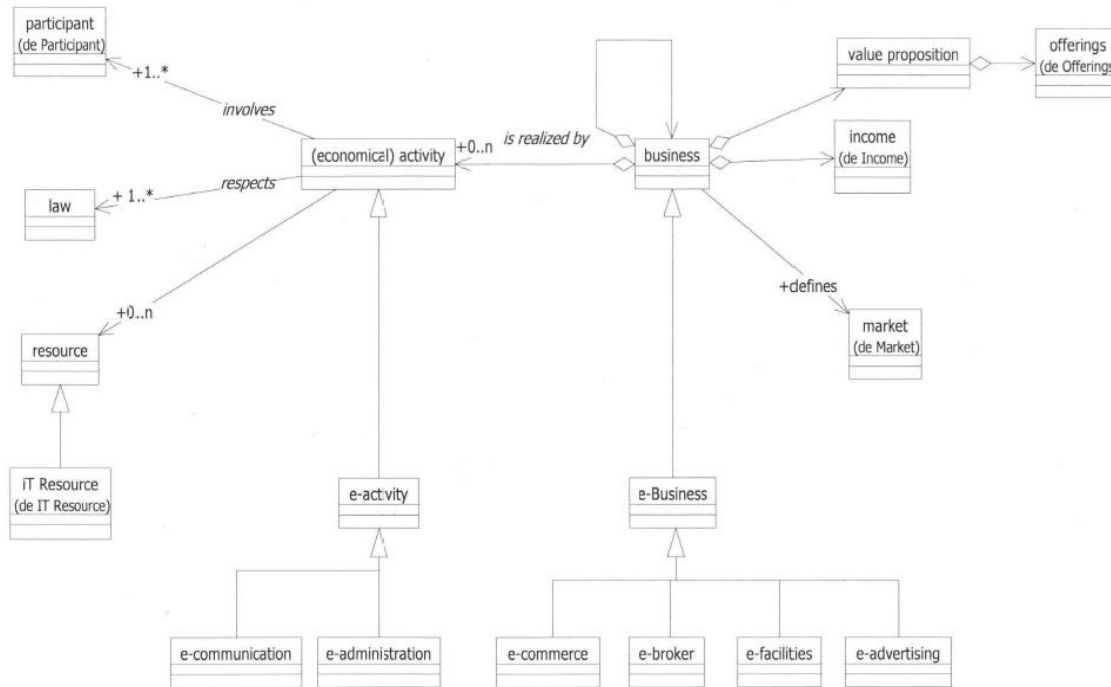 participant
(de Participant)
value proposition
offerings
(de Offerings
+1..*
involves
is realized by
(economical) activity
+0..n
business
income
(de Income)
respects
+ 1..*
law
+defines
+0..n
market
(de Market)
resource
iT Resource
(de IT Resource)
e-activity
e-Business
e-communication
e-administration
e-commerce
e-broker
e-facilities
e-advertising